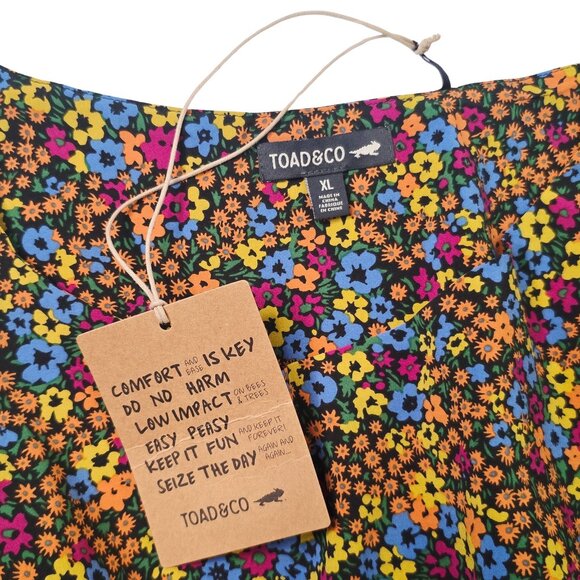 TOAD&CO
XL
MADE IN
CHINA
FABRIQUÉ
EN CHINE
COMFORT AND EASE IS KEY
DO NO HARM
LOW IMPACT ON BEES & TREES
EASY PEASY
KEEP IT FUN AND KEEP IT FOREVER!
SEIZE THE DAY AGAIN AND AGAIN...
TOAD&CO